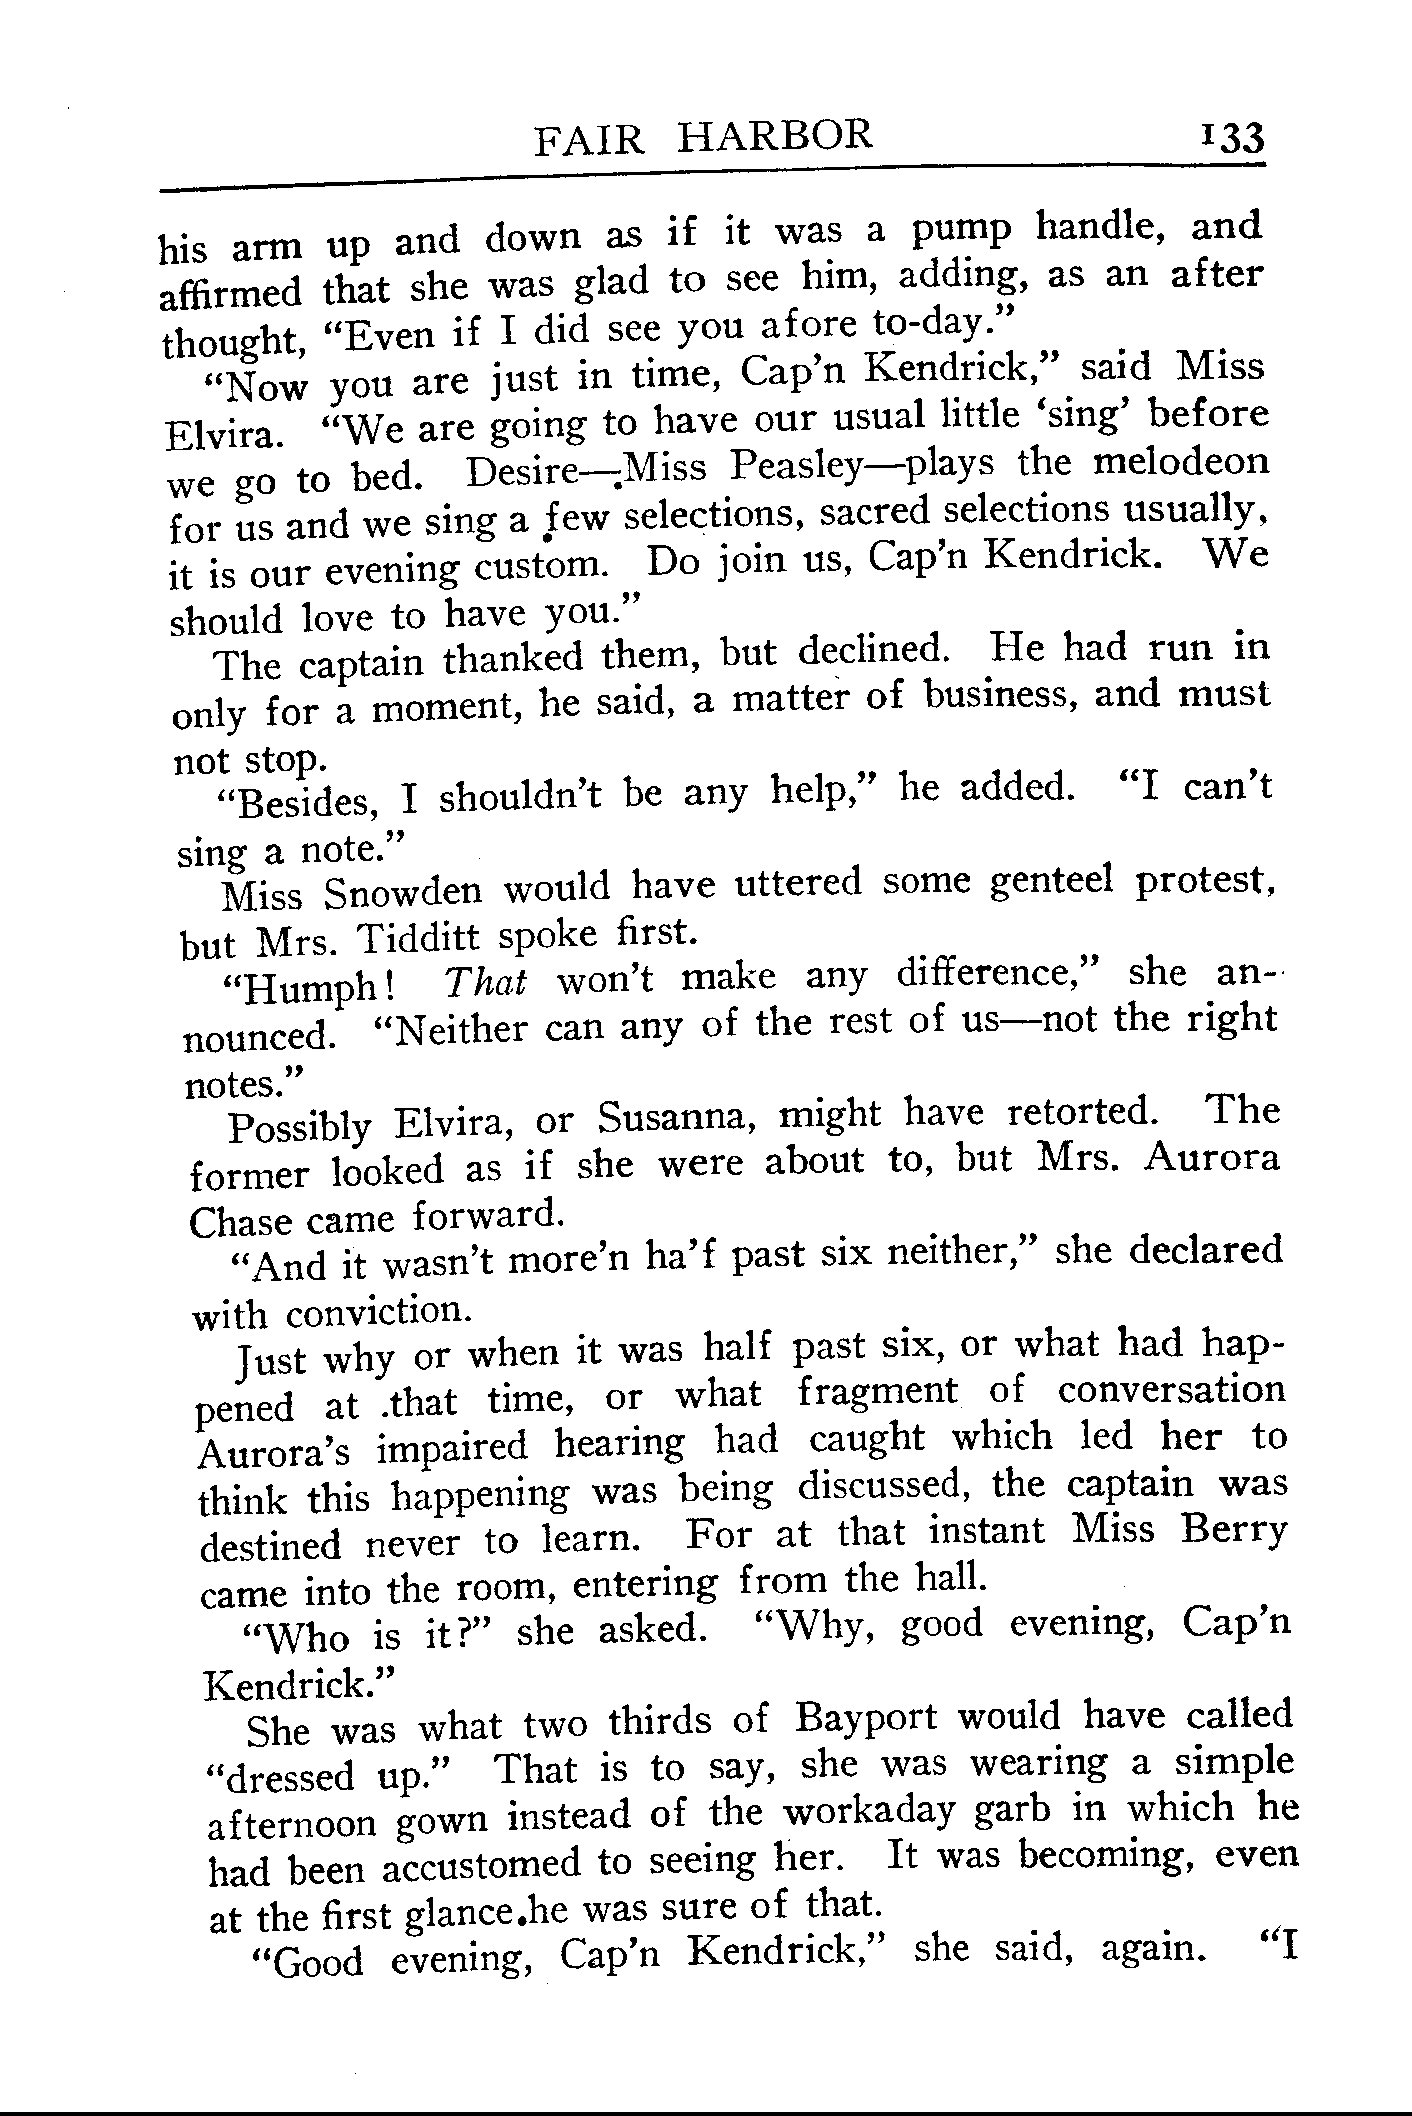 FAIR HARBOR 133
his arm up and down as if it was a pump handle, and
affirmed that she was glad to see him, adding, as an after
thought, “Even if I did see you afore to-day.”
“Now you are just in time, Cap’n Kendrick,” said Miss
Elvira. “We are going to have our usual little ‘sing’ before
we go to bed. Desire—Miss Peasley—plays the melodeon
for us and we sing a few selections, sacred selections usually,
it is our evening custom. Do join us, Cap’n Kendrick. We
should love to have you.”
The captain thanked them, but declined. He had run in
only for a moment, he said, a matter of business, and must
not stop.
“Besides, I shouldn’t be any help,” he added. “I can’t
sing a note.”
Miss Snowden would have uttered some genteel protest,
but Mrs. Tidditt spoke first.
“Humph! That won’t make any difference,” she an-
nounced. “Neither can any of the rest of us—not the right
notes.”
Possibly Elvira, or Susanna, might have retorted. The
former looked as if she were about to, but Mrs. Aurora
Chase came forward.
“And it wasn’t more’n ha’f past six neither,” she declared
with conviction.
Just why or when it was half past six, or what had hap-
pened at that time, or what fragment of conversation
Aurora’s impaired hearing had caught which led her to
think this happening was being discussed, the captain was
destined never to learn. For at that instant Miss Berry
came into the room, entering from the hall.
“Who is it?” she asked. “Why, good evening, Cap’n
Kendrick.”
She was what two thirds of Bayport would have called
“dressed up.” That is to say, she was wearing a simple
afternoon gown instead of the workaday garb in which he
had been accustomed to seeing her. It was becoming, even
at the first glance he was sure of that.
“Good evening, Cap’n Kendrick,” she said, again. “I